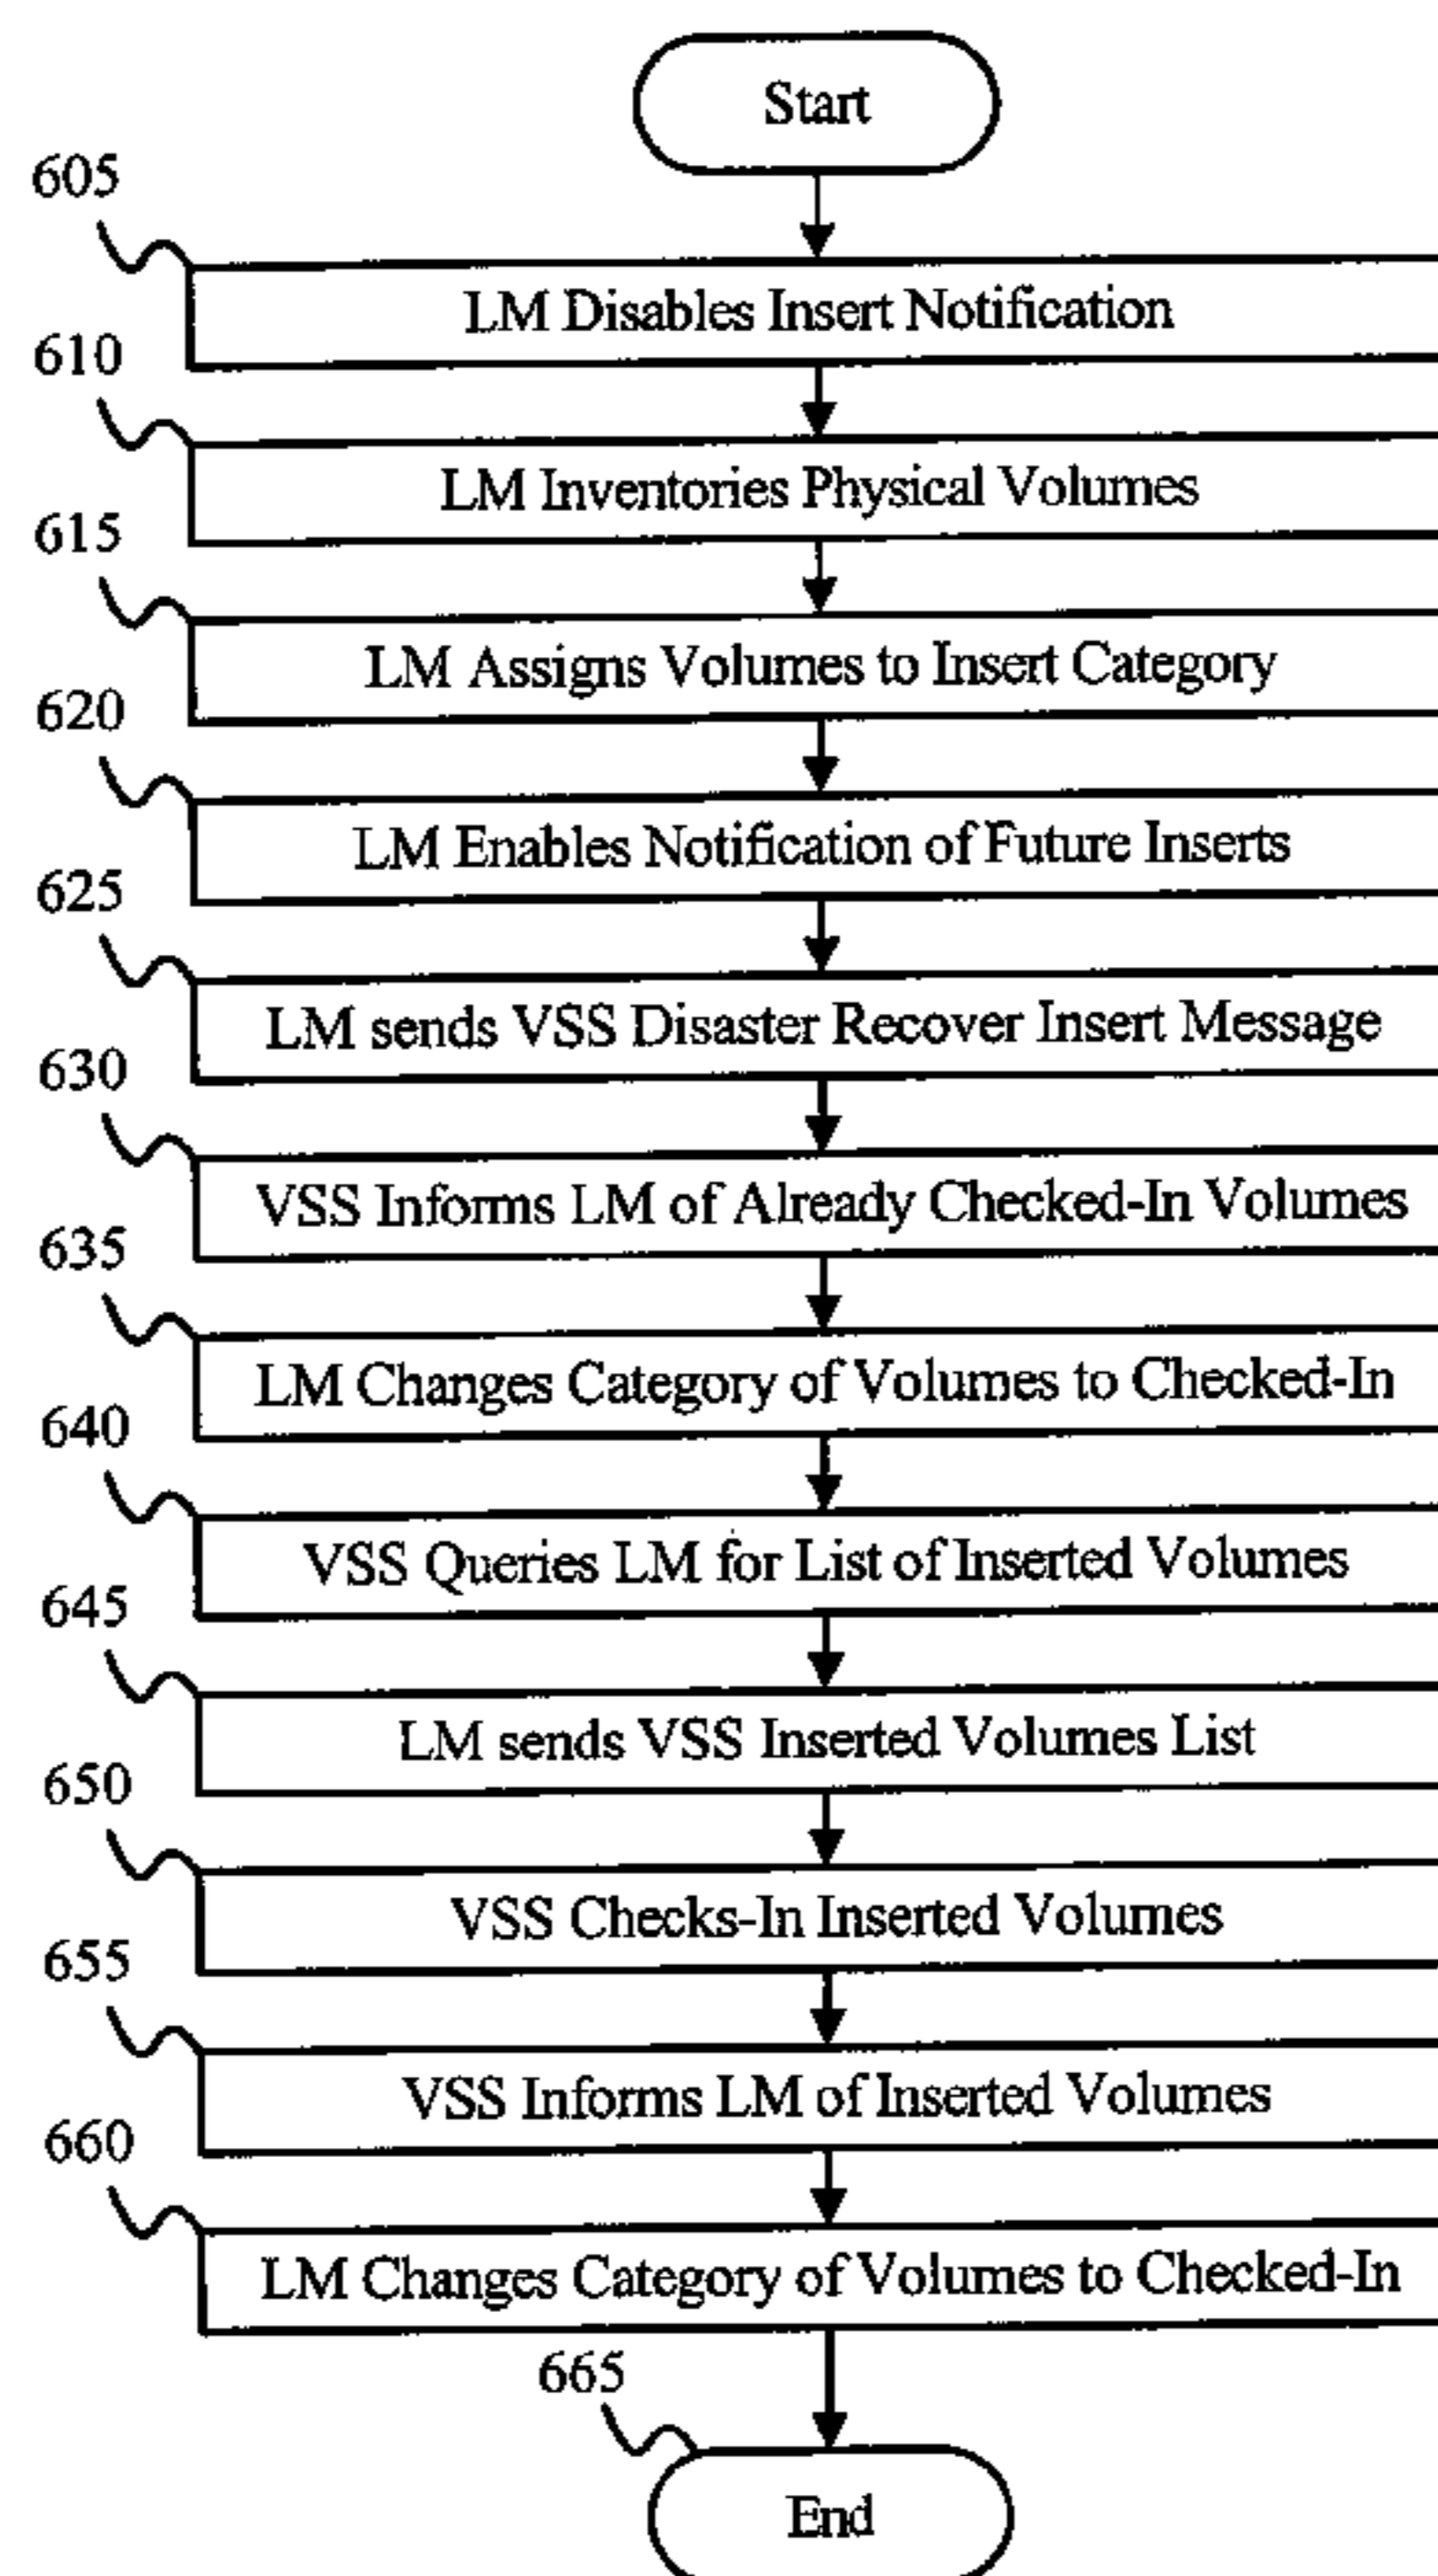 Start
605
LM Disables Insert Notification
610
LM Inventories Physical Volumes
615
LM Assigns Volumes to Insert Category
620
LM Enables Notification of Future Inserts
625
LM sends VSS Disaster Recover Insert Message
630
VSS Informs LM of Already Checked-In Volumes
635
LM Changes Category of Volumes to Checked-In
640
VSS Queries LM for List of Inserted Volumes
645
LM sends VSS Inserted Volumes List
650
VSS Checks-In Inserted Volumes
655
VSS Informs LM of Inserted Volumes
660
LM Changes Category of Volumes to Checked-In
665
End